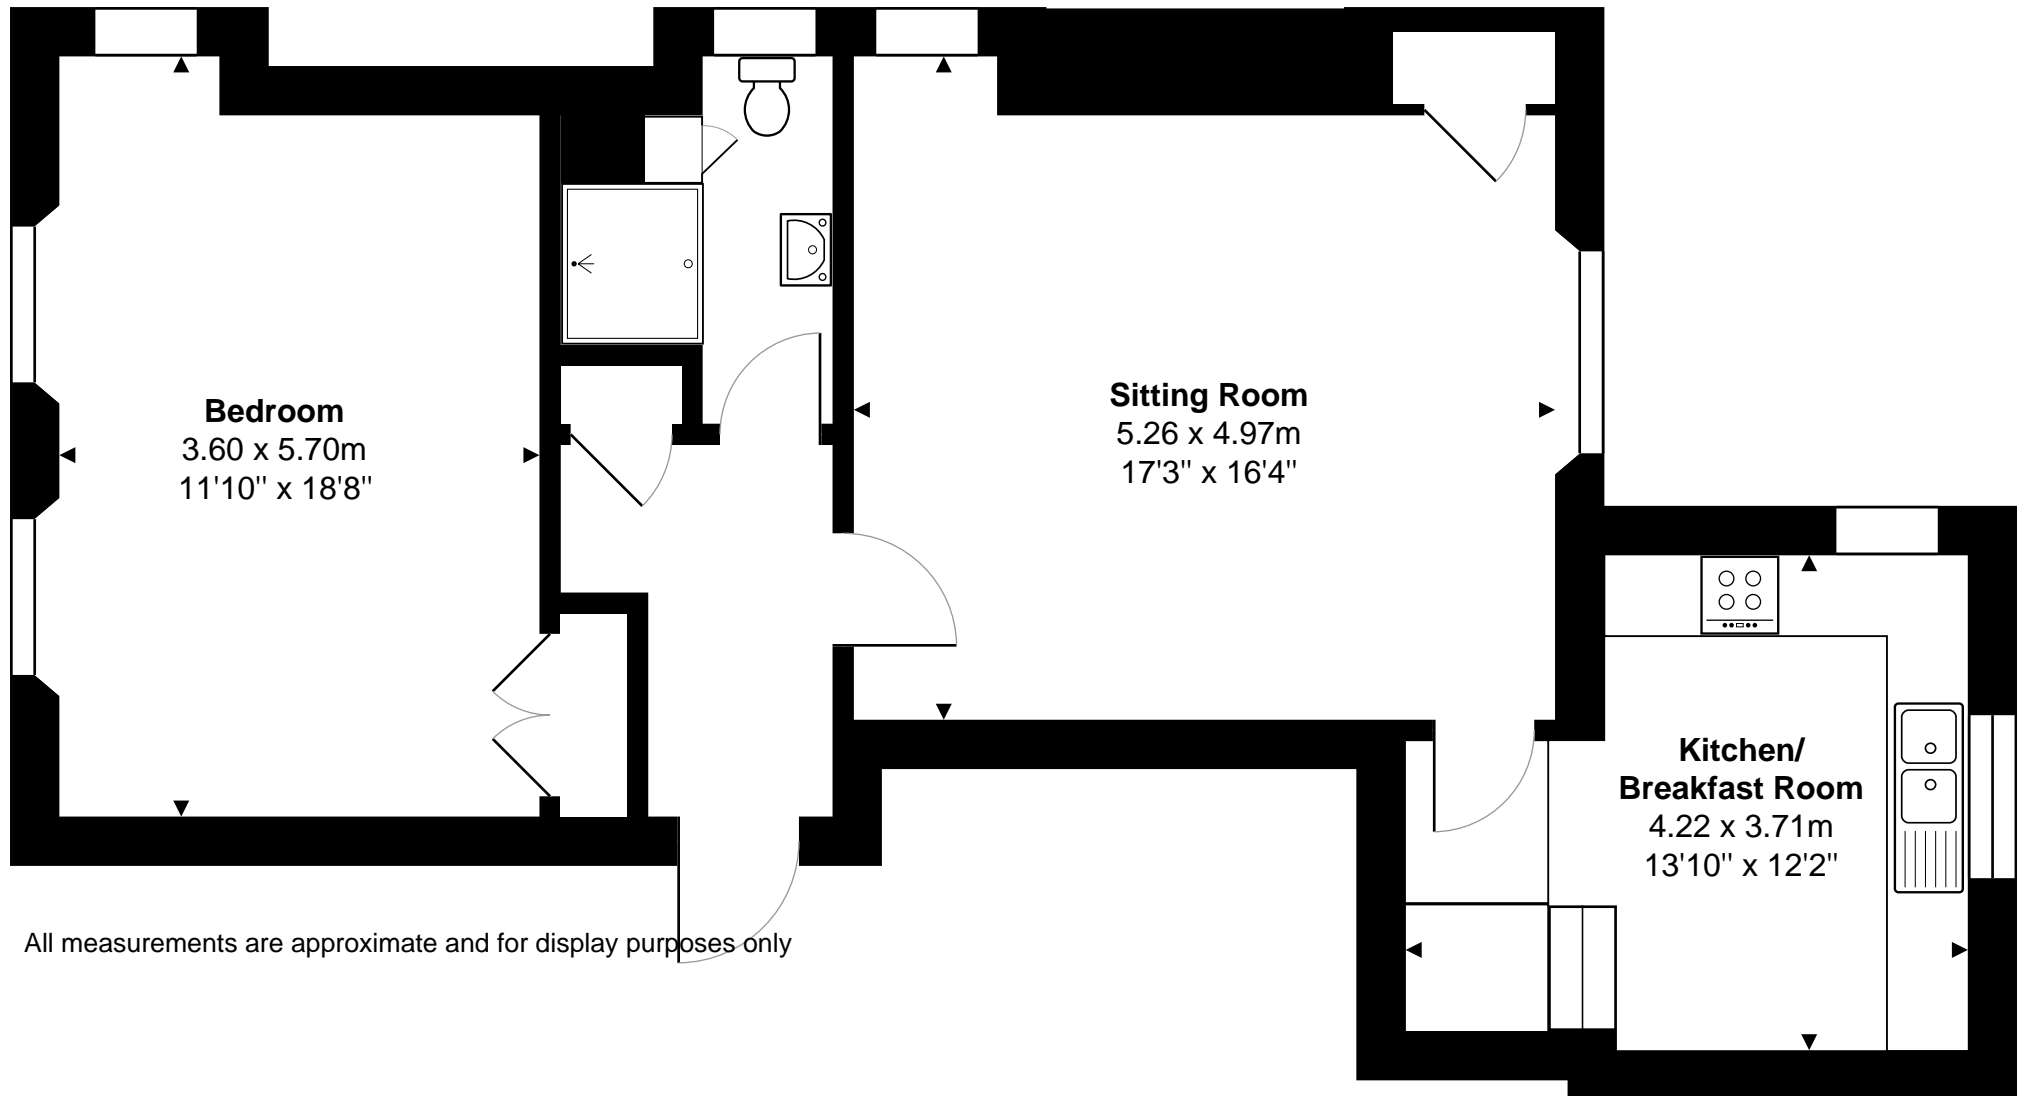 Bedroom
3.60 x 5.70m
11'10" x 18'8"
Sitting Room
5.26 x 4.97m
17'3" x 16'4"
Kitchen/
Breakfast Room
4.22 x 3.71m
13'10" x 12'2"
All measurements are approximate and for display purposes only